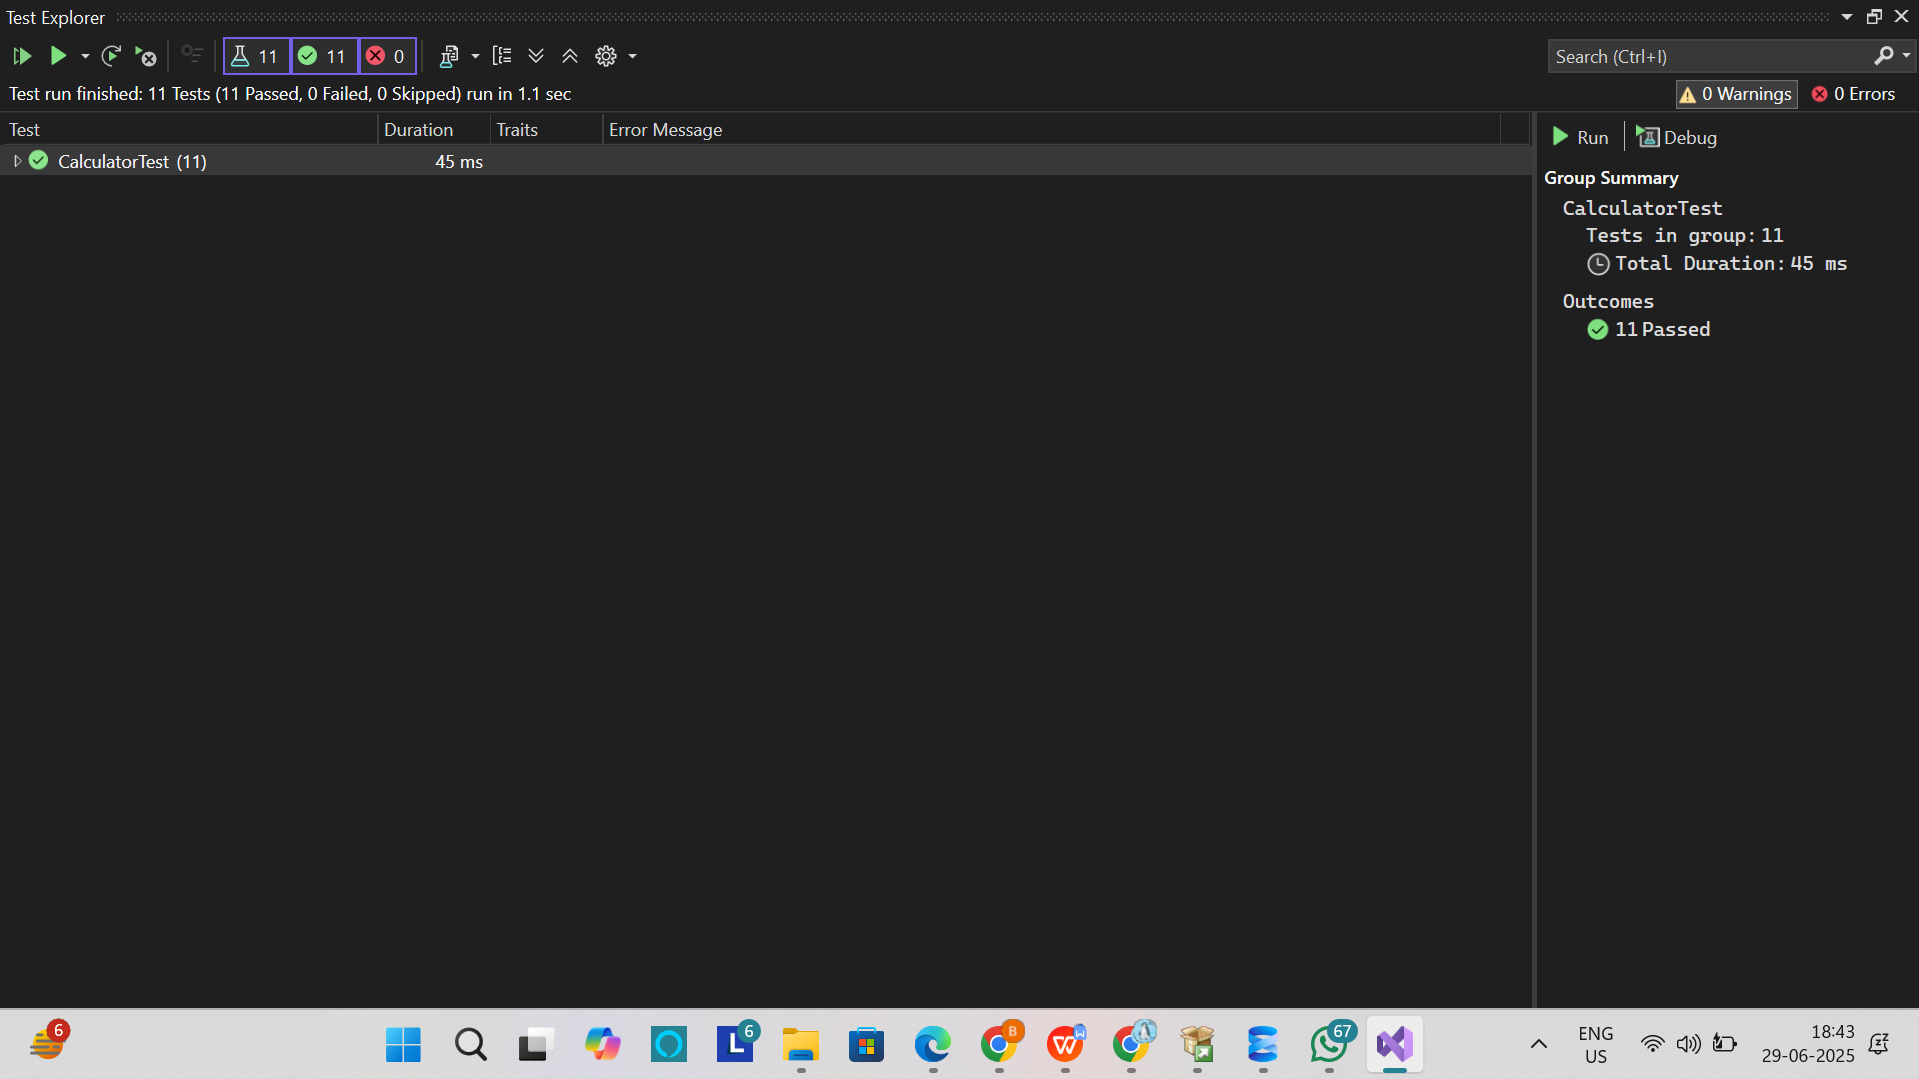 Test Explorer
11 11 0
Search (Ctrl+I)
Test run finished: 11 Tests (11 Passed, 0 Failed, 0 Skipped) run in 1.1 sec
0 Warnings 0 Errors
Test Duration Traits Error Message
CalculatorTest (11) 45 ms
Run Debug
Group Summary
CalculatorTest
Tests in group: 11
Total Duration: 45 ms
Outcomes
11 Passed
6
L 6
B
W W
67
ENG
US
18:43
29-06-2025